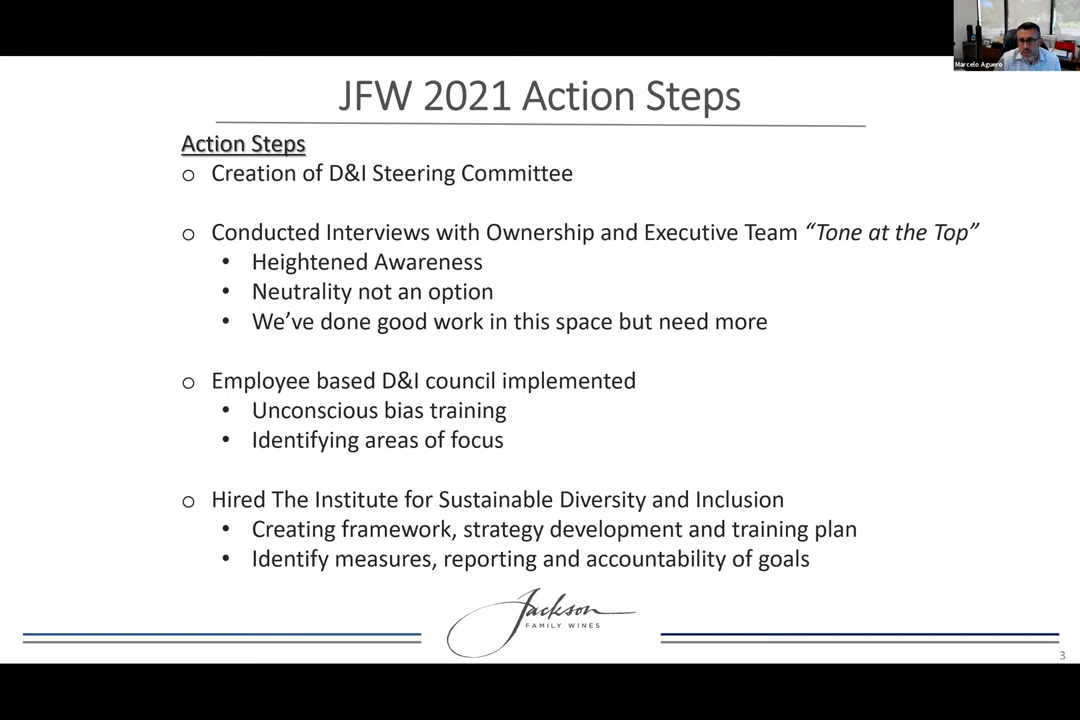 Marcelo Aguero
JFW 2021 Action Steps
Action Steps
o Creation of D&I Steering Committee
o Conducted Interviews with Ownership and Executive Team “Tone at the Top”
• Heightened Awareness
• Neutrality not an option
• We’ve done good work in this space but need more
o Employee based D&I council implemented
• Unconscious bias training
• Identifying areas of focus
o Hired The Institute for Sustainable Diversity and Inclusion
• Creating framework, strategy development and training plan
• Identify measures, reporting and accountability of goals
Jackson
FAMILY WINES
3